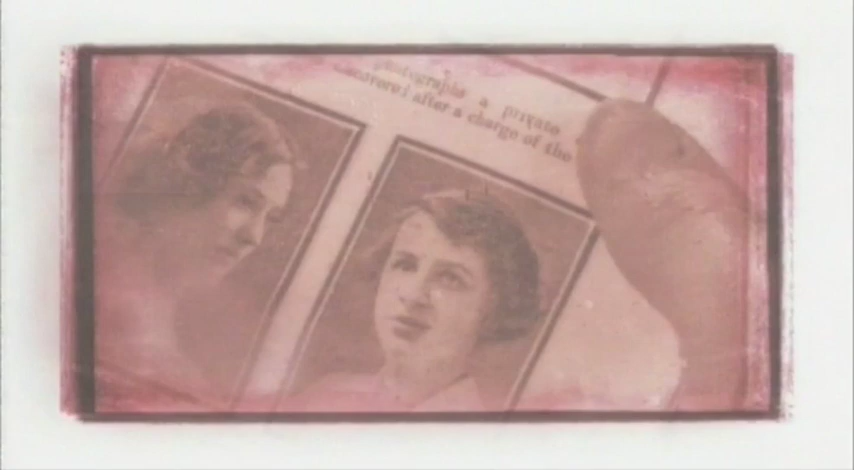 photographs a private
after a charge of the